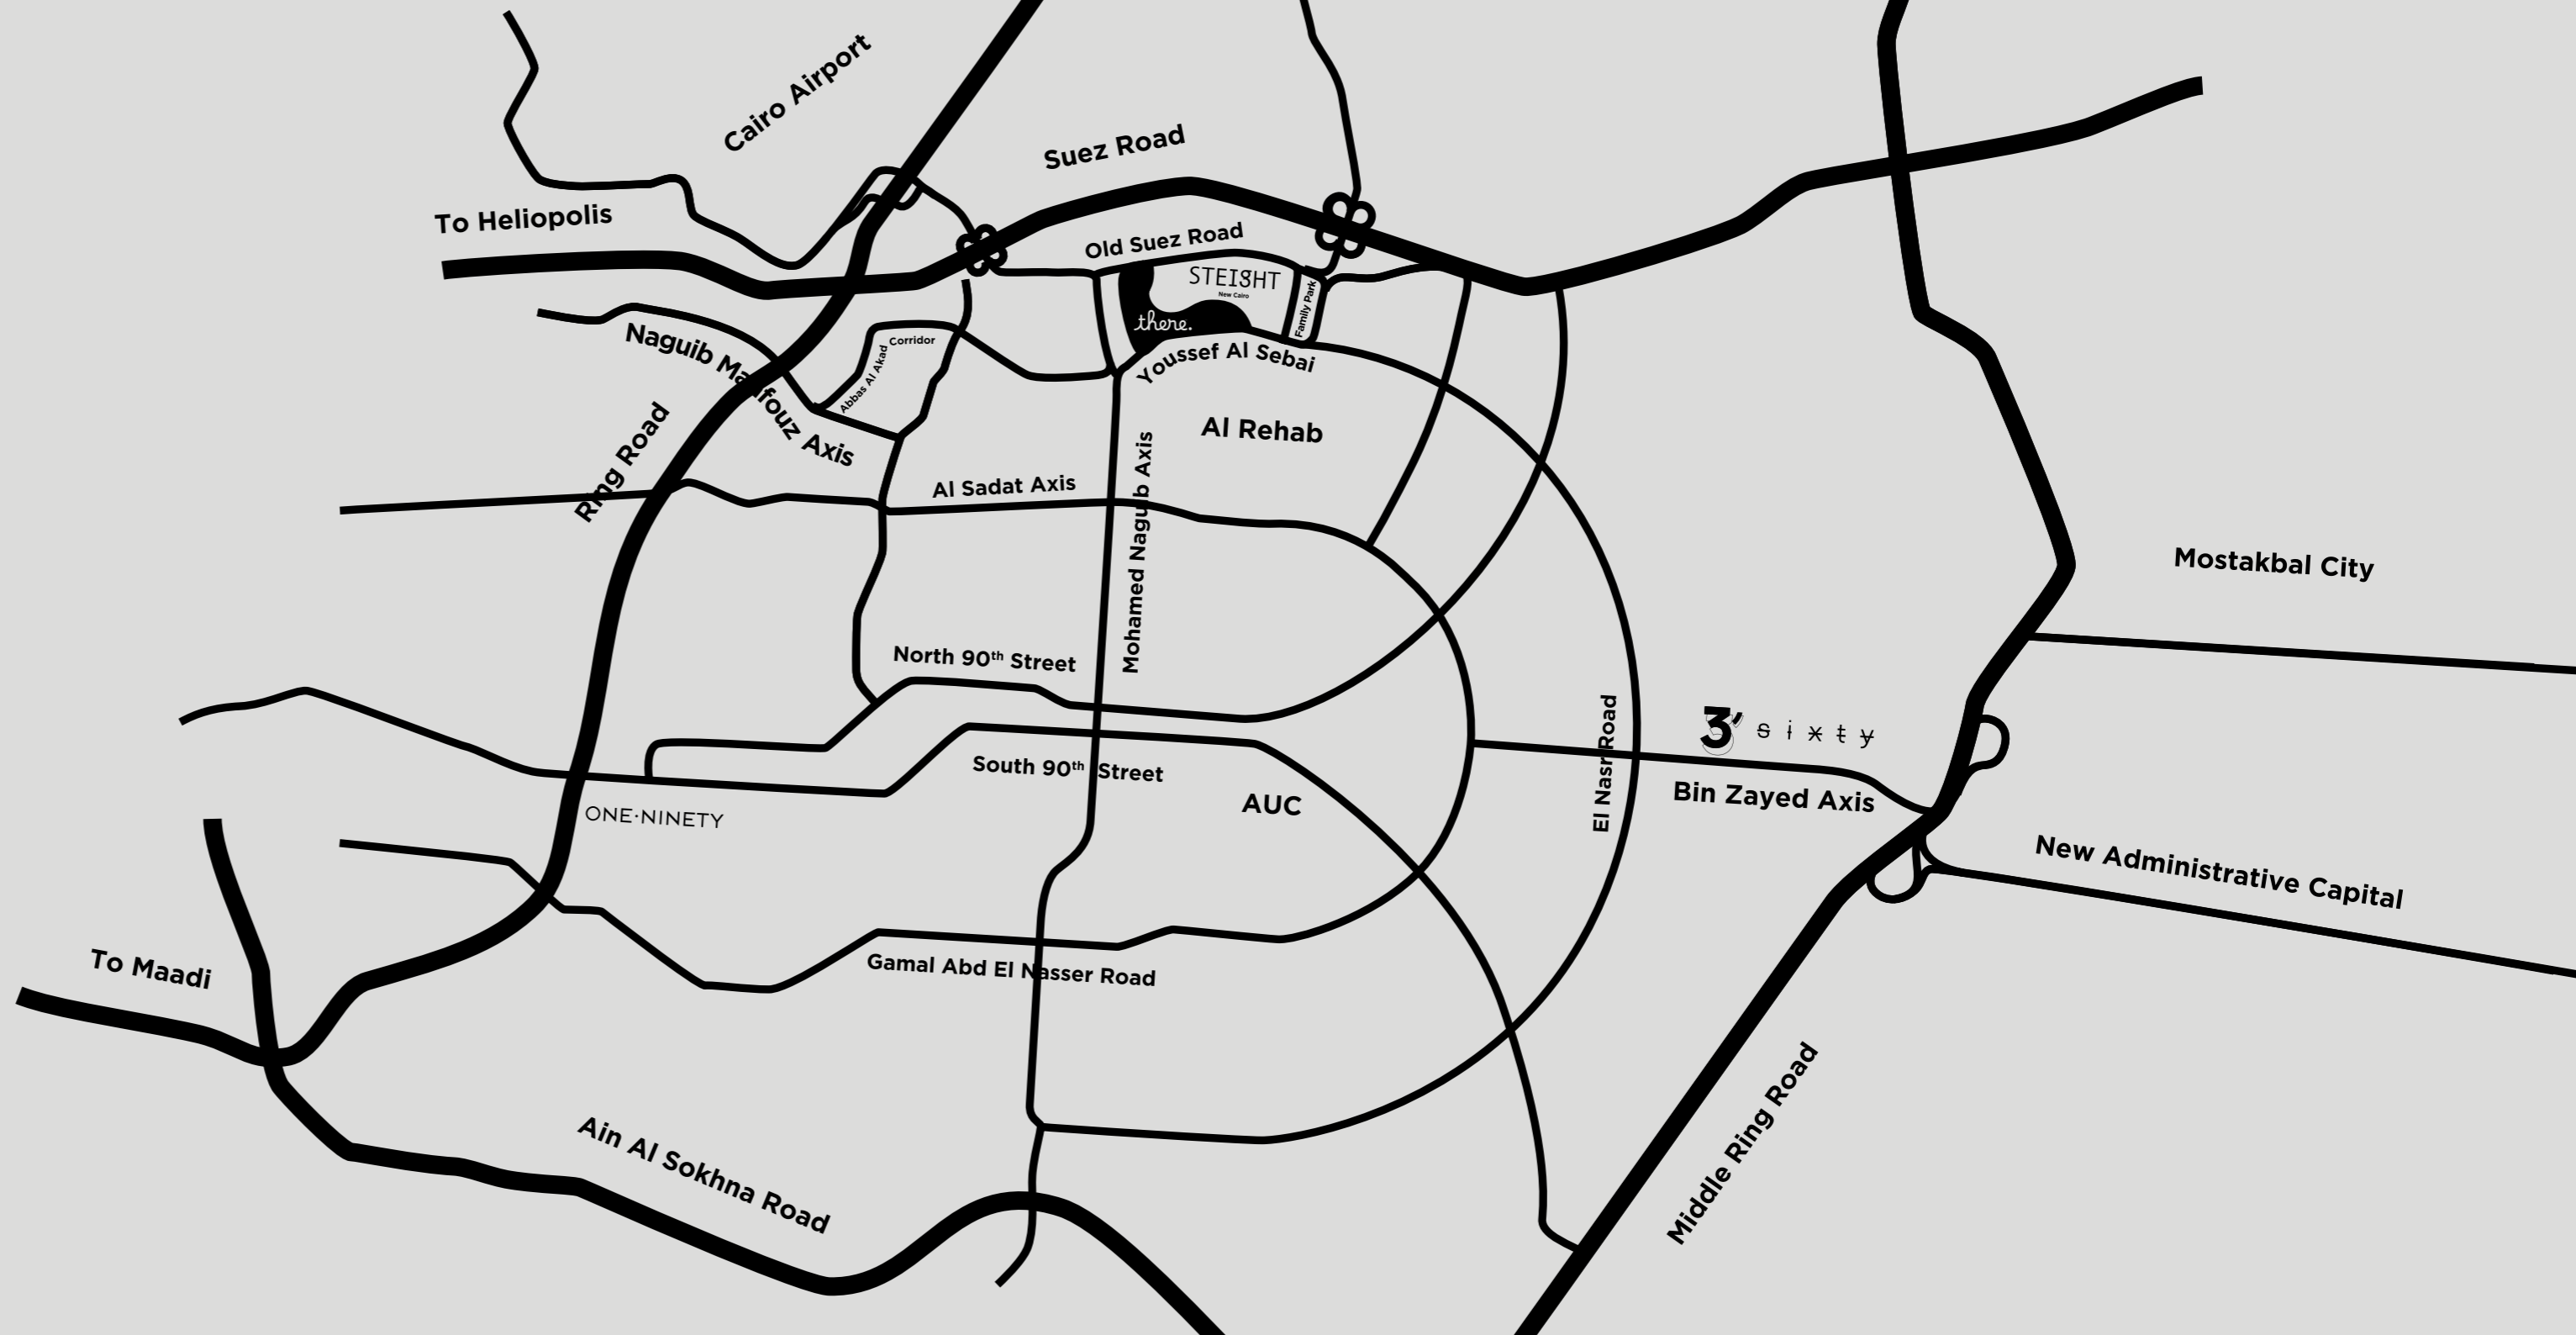 Cairo Airport
Suez Road
To Heliopolis
Old Suez Road
STEI8HT
New Cairo
there.
Family Park
Naguib Mahfouz Axis
Corridor
Abbas Al Akad
Youssef Al Sebai
Al Rehab
Ring Road
Al Sadat Axis
Mohamed Naguib Axis
Mostakbal City
North 90th Street
El Nasr Road
3' sixty
South 90th Street
Bin Zayed Axis
AUC
ONE·NINETY
New Administrative Capital
To Maadi
Gamal Abd El Nasser Road
Middle Ring Road
Ain Al Sokhna Road